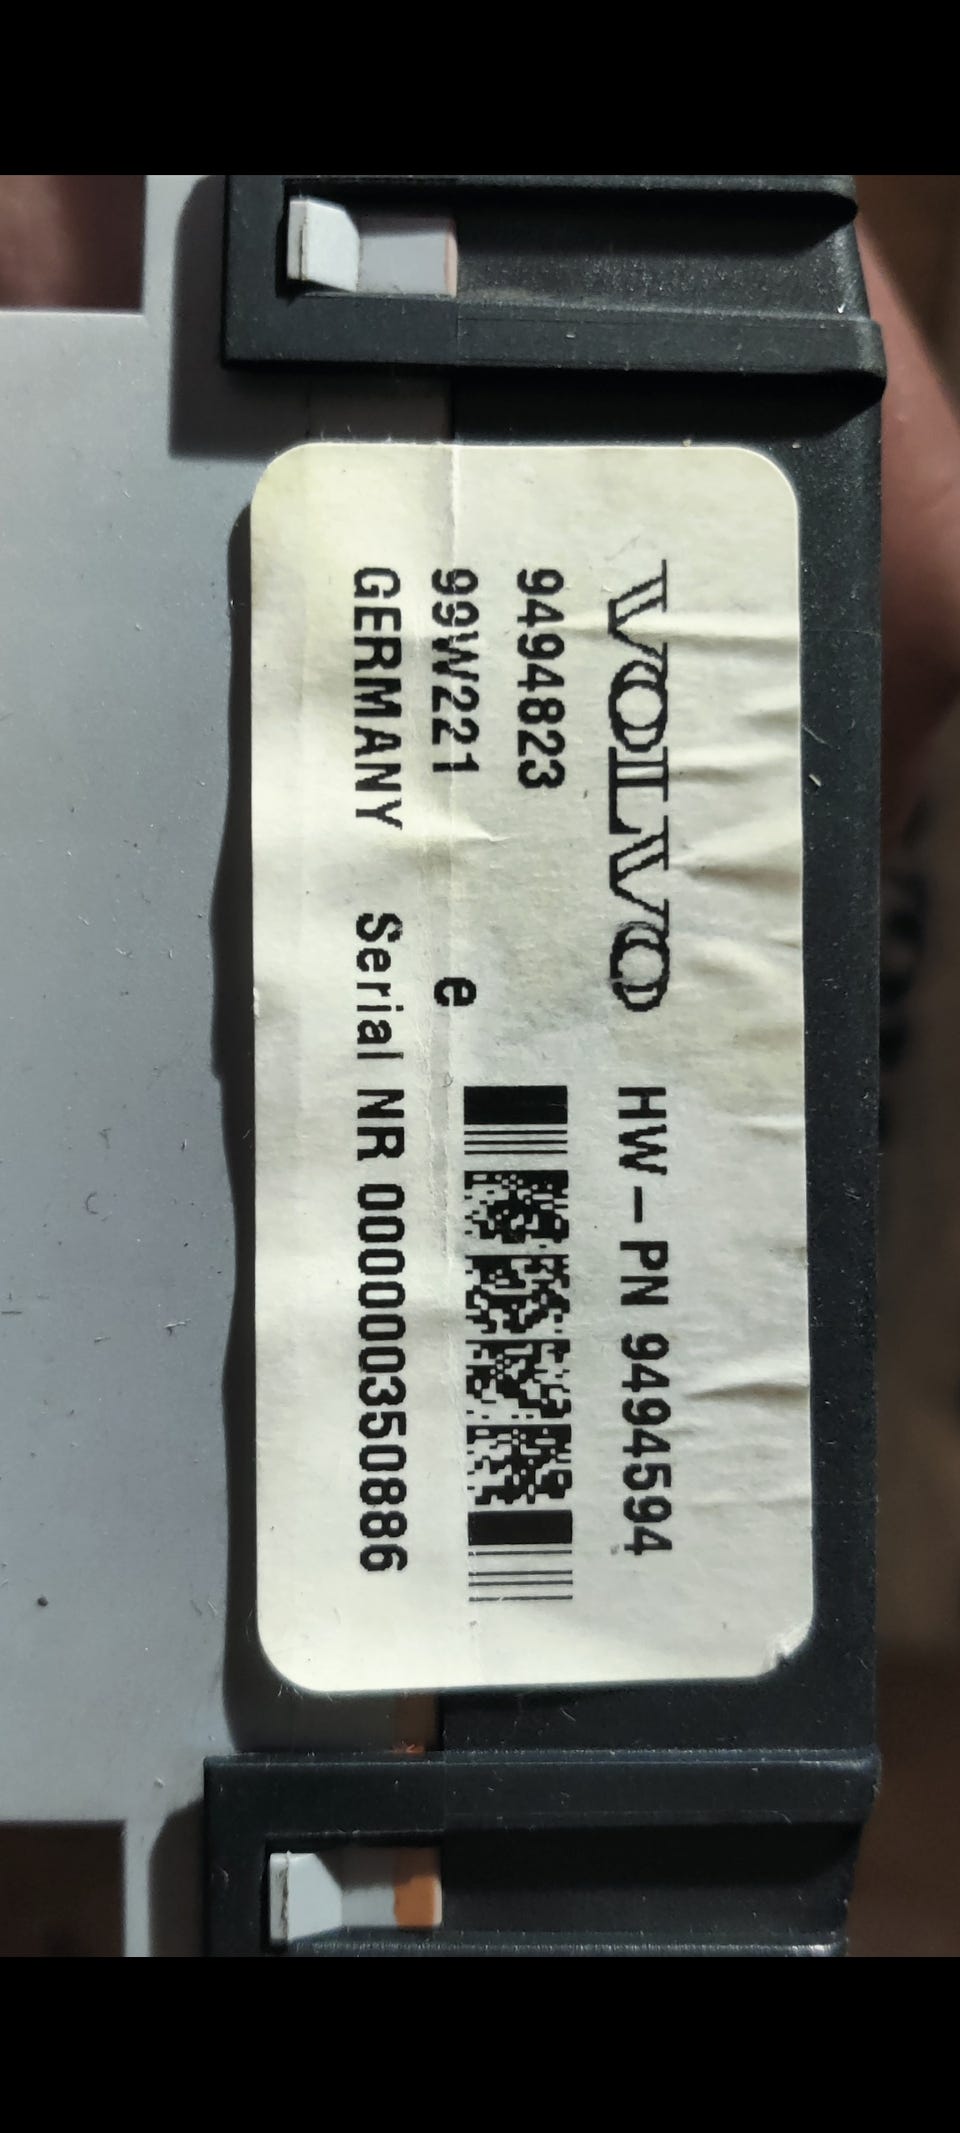 VOLVO HW-PN 9494594
9494823
99W221 e
GERMANY Serial NR 0000000350886